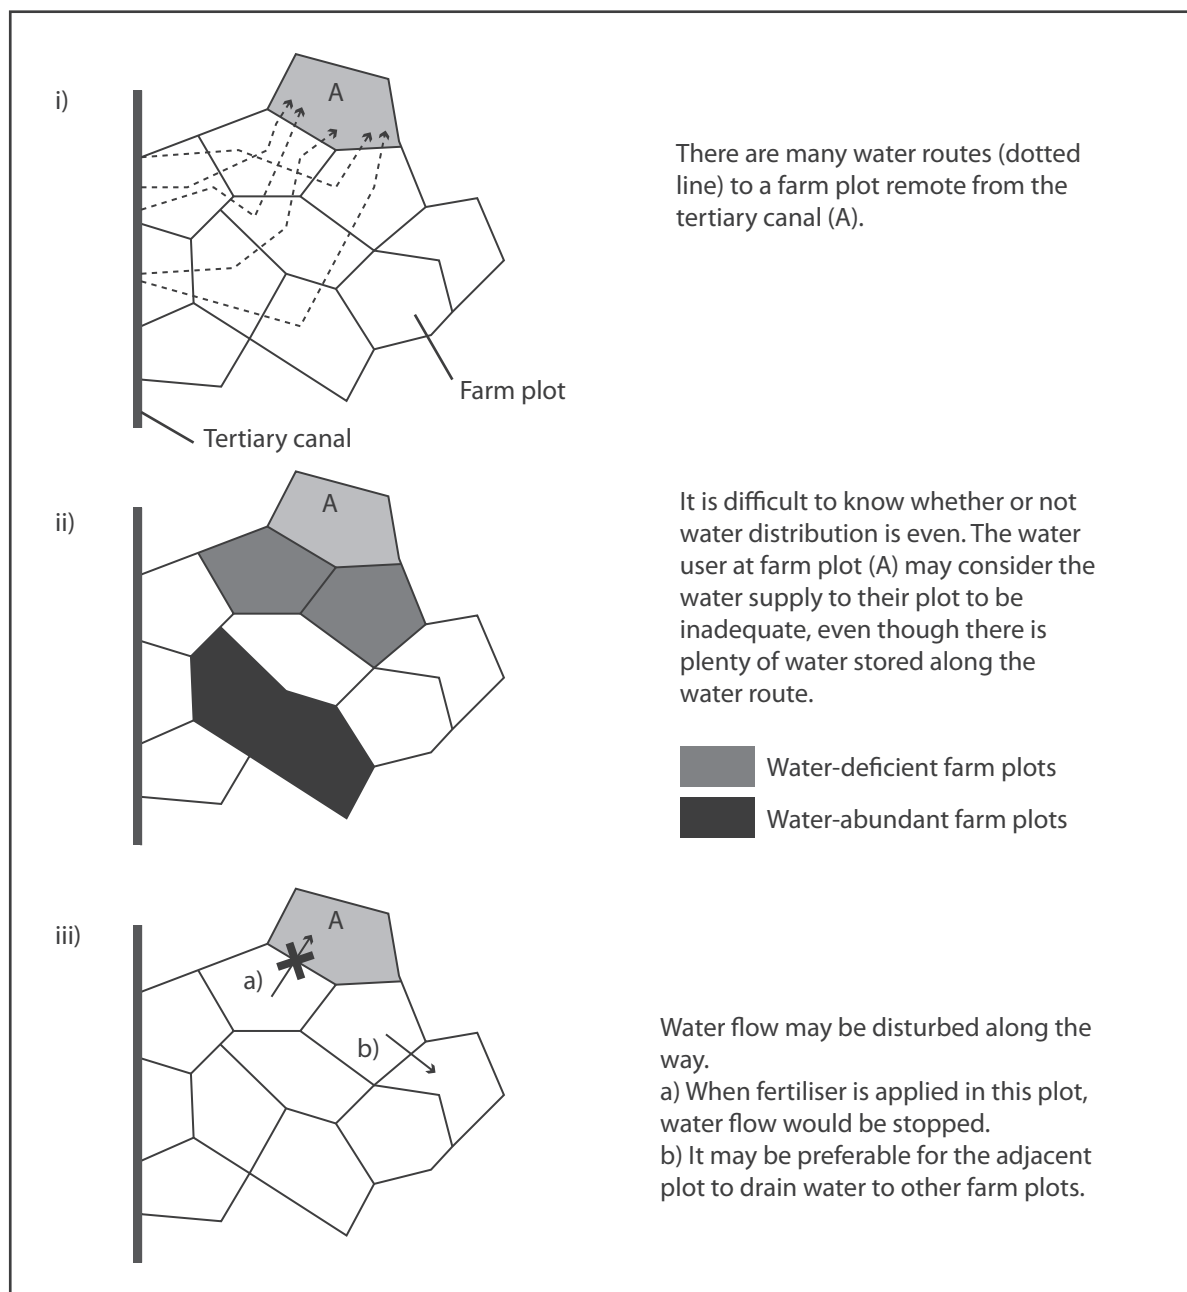 i)
A
There are many water routes (dotted
line) to a farm plot remote from the
tertiary canal (A).
Farm plot
Tertiary canal
ii)
A
It is difficult to know whether or not
water distribution is even. The water
user at farm plot (A) may consider the
water supply to their plot to be
inadequate, even though there is
plenty of water stored along the
water route.
Water-deficient farm plots
Water-abundant farm plots
iii)
A
a)
b)
Water flow may be disturbed along the
way.
a) When fertiliser is applied in this plot,
water flow would be stopped.
b) It may be preferable for the adjacent
plot to drain water to other farm plots.